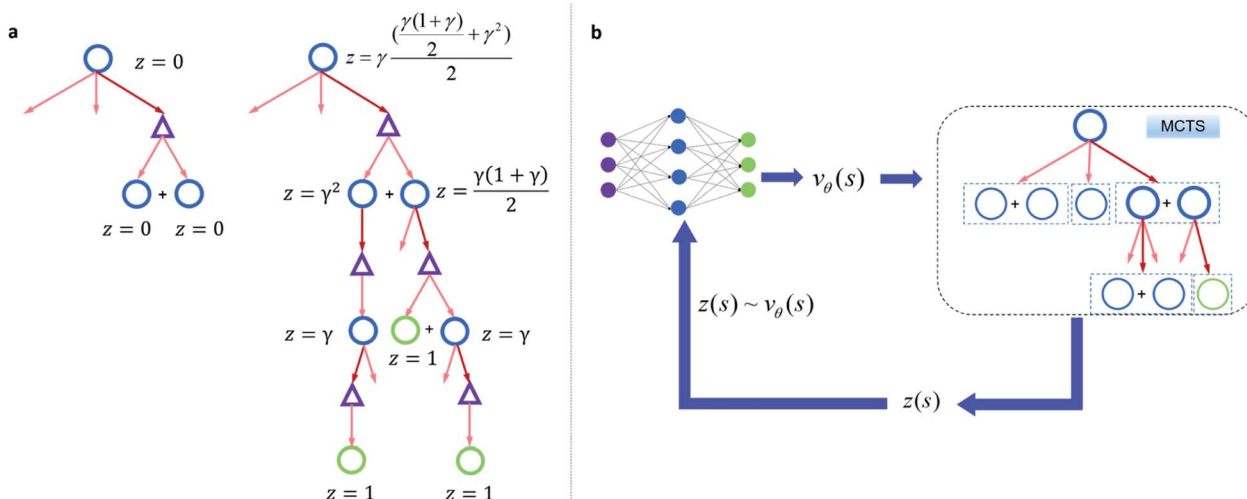 a
z = 0
z = 0
z = 0
+
z = γ ((γ(1+γ)/2 + γ²)/2)
z = γ²
+
z = γ(1 + γ)/2
z = γ
+
z = γ
z = 1
z = 1
z = 1
b
v_θ(s)
MCTS
+
+
+
z(s) ~ v_θ(s)
z(s)